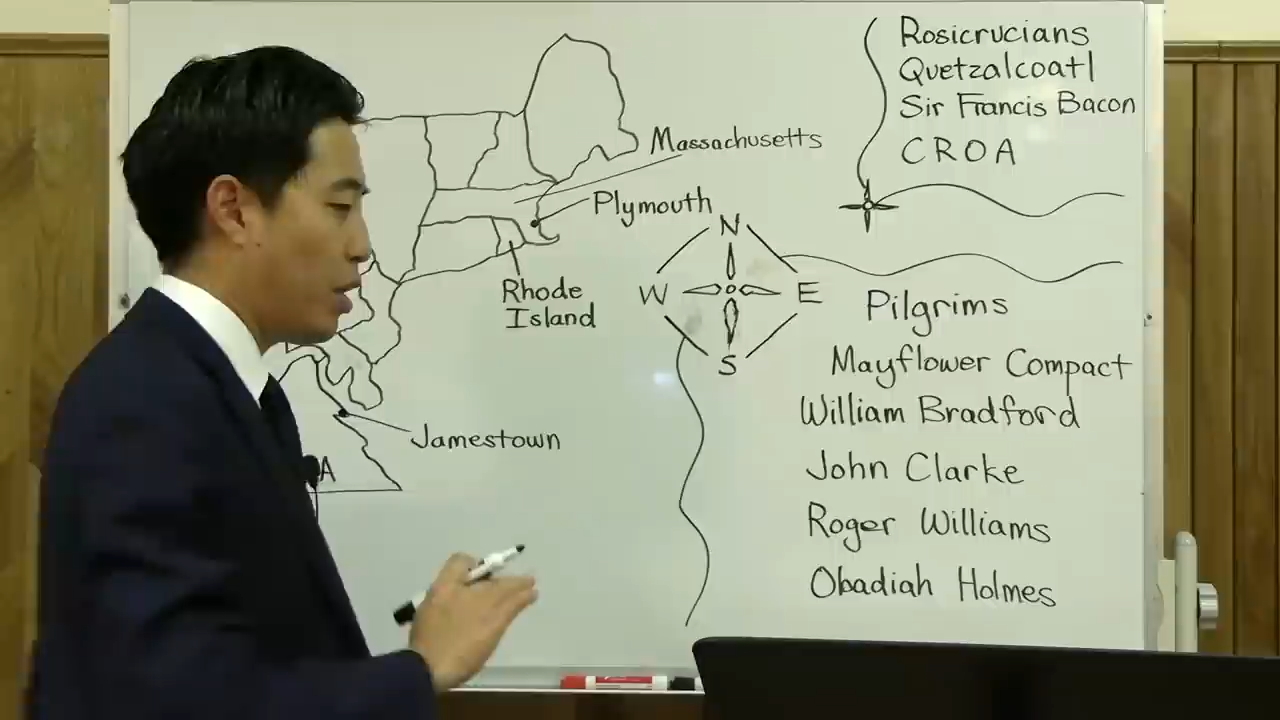 Rosicrucians
Quetzalcoatl
Sir Francis Bacon
CROA
Massachusetts
Plymouth
N
W
E
S
Rhode
Island
Pilgrims
Mayflower Compact
William Bradford
Jamestown
John Clarke
A
Roger Williams
Obadiah Holmes